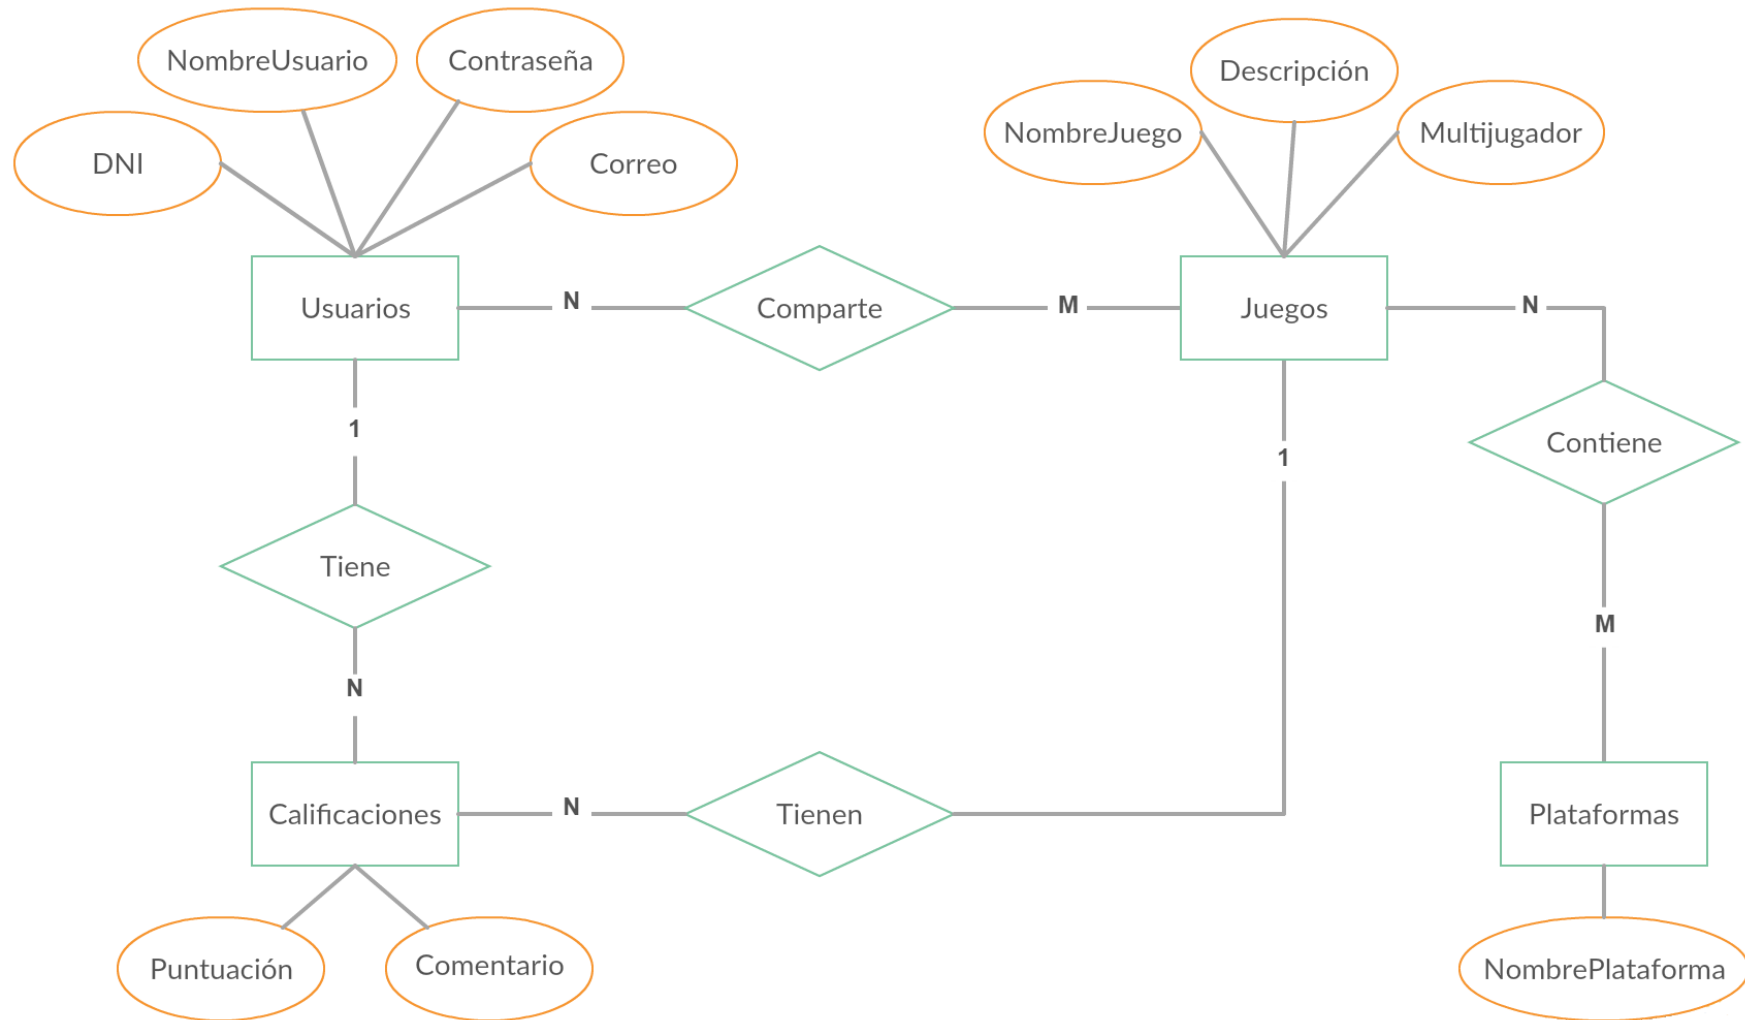 NombreUsuario
Contraseña
DNI
Correo
Descripción
NombreJuego
Multijugador
Usuarios
N
Comparte
M
Juegos
N
1
1
Contiene
Tiene
M
N
Calificaciones
N
Tienen
Plataformas
Puntuación
Comentario
NombrePlataforma